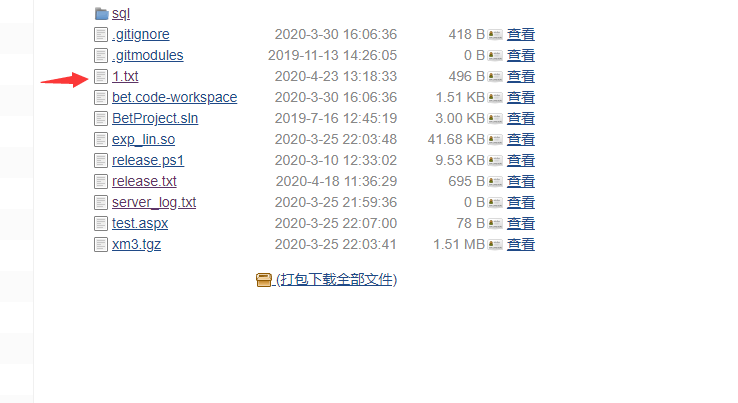 sql
.gitignore 2020-3-30 16:06:36 418 B 查看
.gitmodules 2019-11-13 14:26:05 0 B 查看
1.txt 2020-4-23 13:18:33 496 B 查看
bet.code-workspace 2020-3-30 16:06:36 1.51 KB 查看
BetProject.sln 2019-7-16 12:45:19 3.00 KB 查看
exp_lin.so 2020-3-25 22:03:48 41.68 KB 查看
release.ps1 2020-3-10 12:33:02 9.53 KB 查看
release.txt 2020-4-18 11:36:29 695 B 查看
server_log.txt 2020-3-25 21:59:36 0 B 查看
test.aspx 2020-3-25 22:07:00 78 B 查看
xm3.tgz 2020-3-25 22:03:41 1.51 MB 查看
(打包下载全部文件)